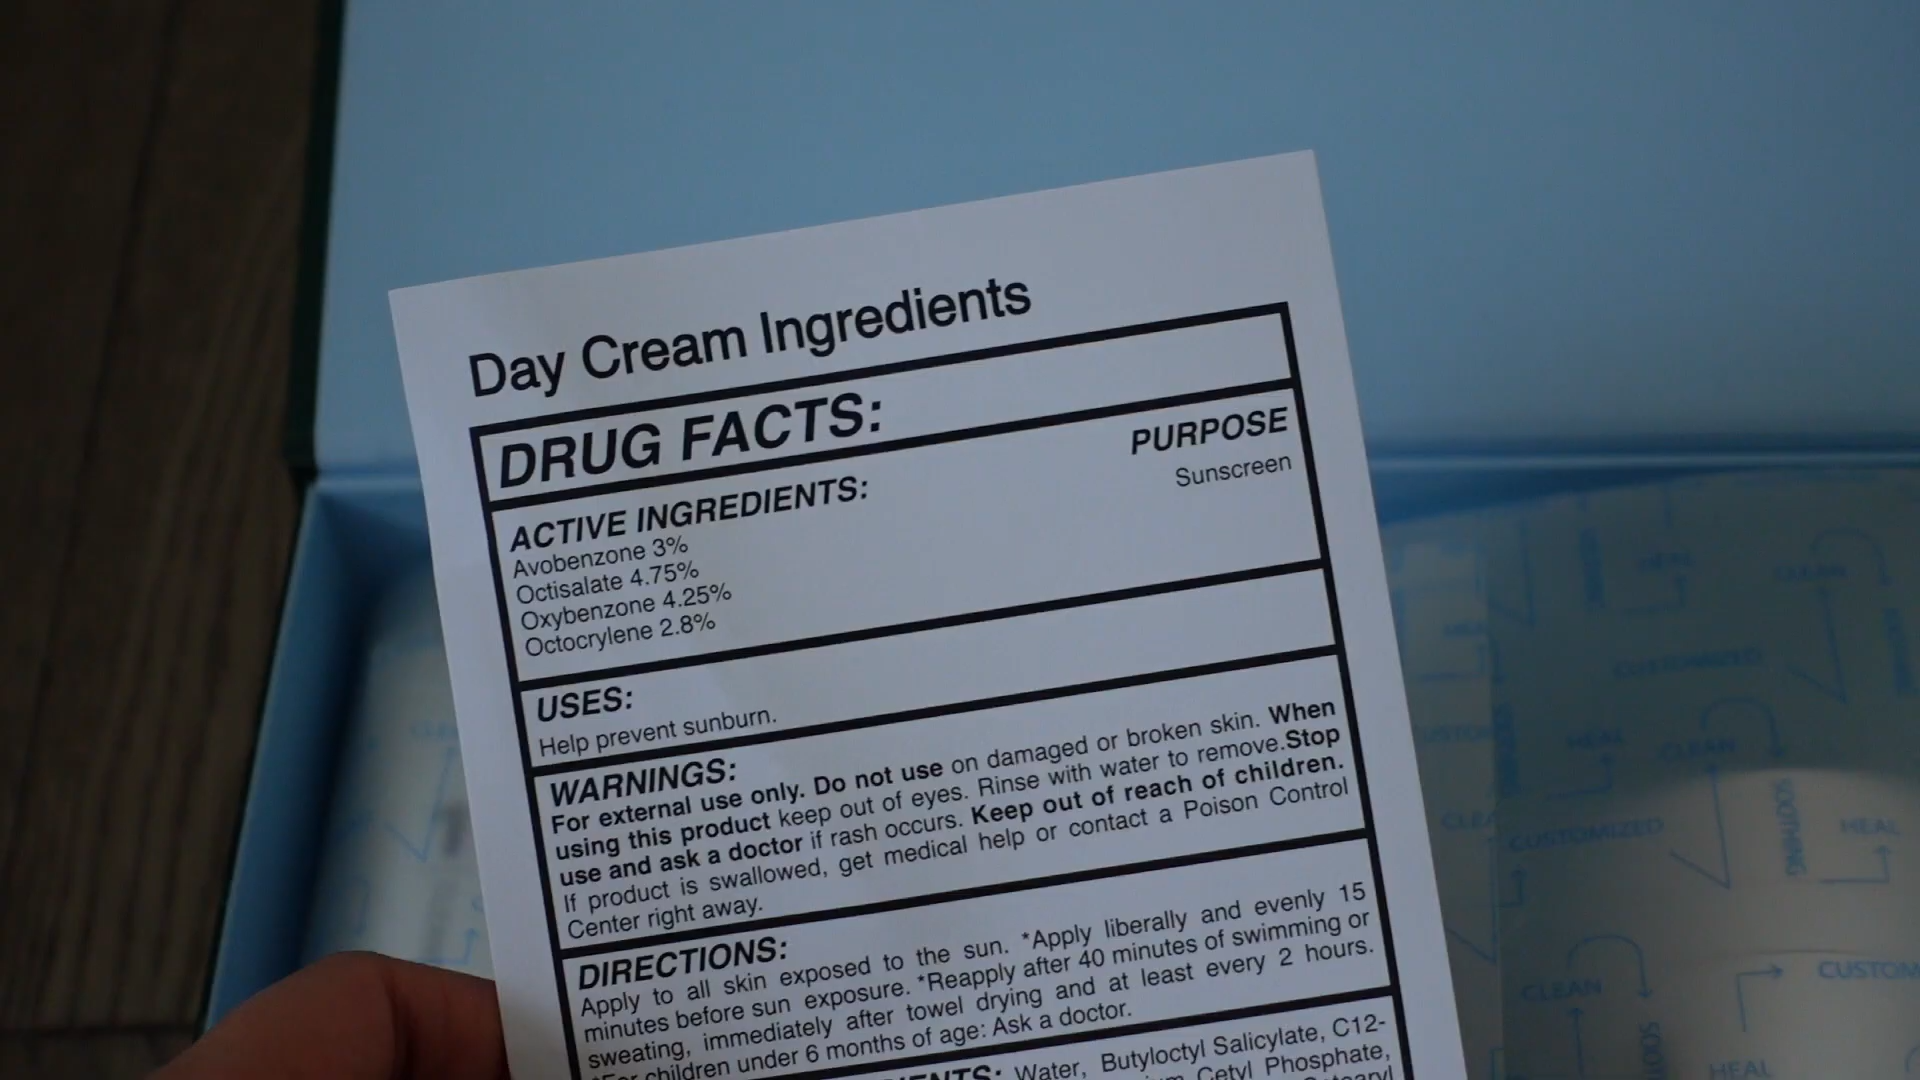 Day Cream Ingredients
DRUG FACTS:
ACTIVE INGREDIENTS:
PURPOSE
Avobenzone 3%
Sunscreen
Octisalate 4.75%
Oxybenzone 4.25%
Octocrylene 2.8%
USES:
Help prevent sunburn.
WARNINGS:
For external use only. Do not use on damaged or broken skin. When
using this product keep out of eyes. Rinse with water to remove.Stop
use and ask a doctor if rash occurs. Keep out of reach of children.
If product is swallowed, get medical help or contact a Poison Control
Center right away.
DIRECTIONS:
Apply to all skin exposed to the sun. *Apply liberally and evenly 15
minutes before sun exposure. *Reapply after 40 minutes of swimming or
sweating, immediately after towel drying and at least every 2 hours.
*For children under 6 months of age: Ask a doctor.
Water, Butyloctyl Salicylate, C12-
Cetyl Phosphate,
HEAL
CLEAN
CUSTOMIZED
HEAL
CLEAN
CUSTOMIZED
SOOTHING
HEAL
CLEAN
CUSTOM
HEAL